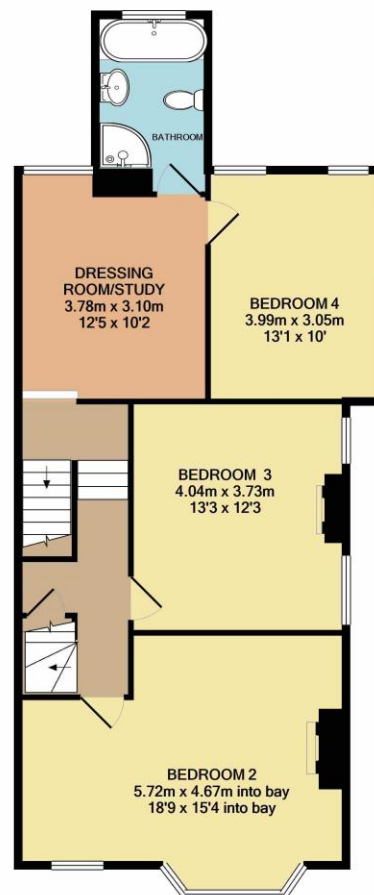 BATHROOM
DRESSING
ROOM/STUDY
3.78m x 3.10m
12'5 x 10'2
BEDROOM 4
3.99m x 3.05m
13'1 x 10'
BEDROOM 3
4.04m x 3.73m
13'3 x 12'3
BEDROOM 2
5.72m x 4.67m into bay
18'9 x 15'4 into bay